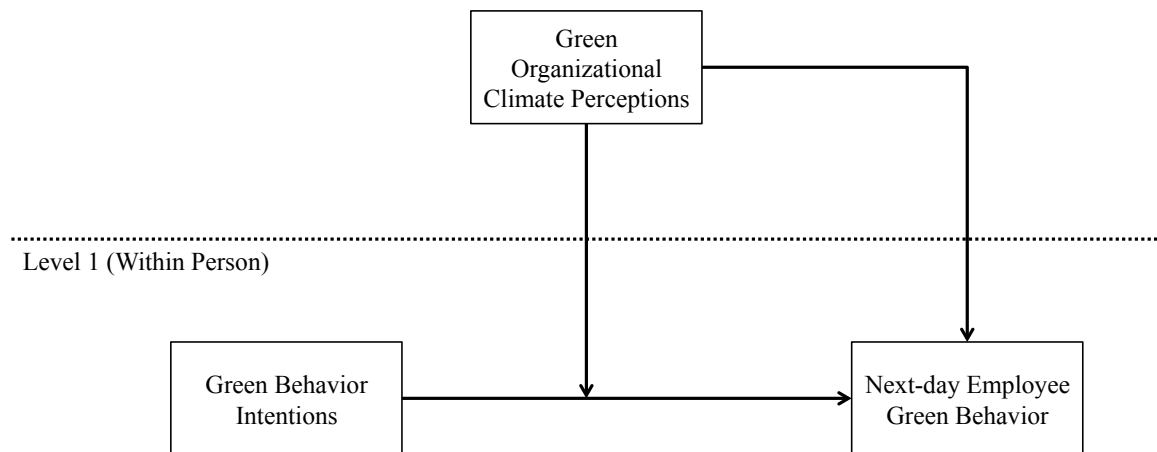 Green
Organizational
Climate Perceptions
Level 1 (Within Person)
Green Behavior
Intentions
Next-day Employee
Green Behavior